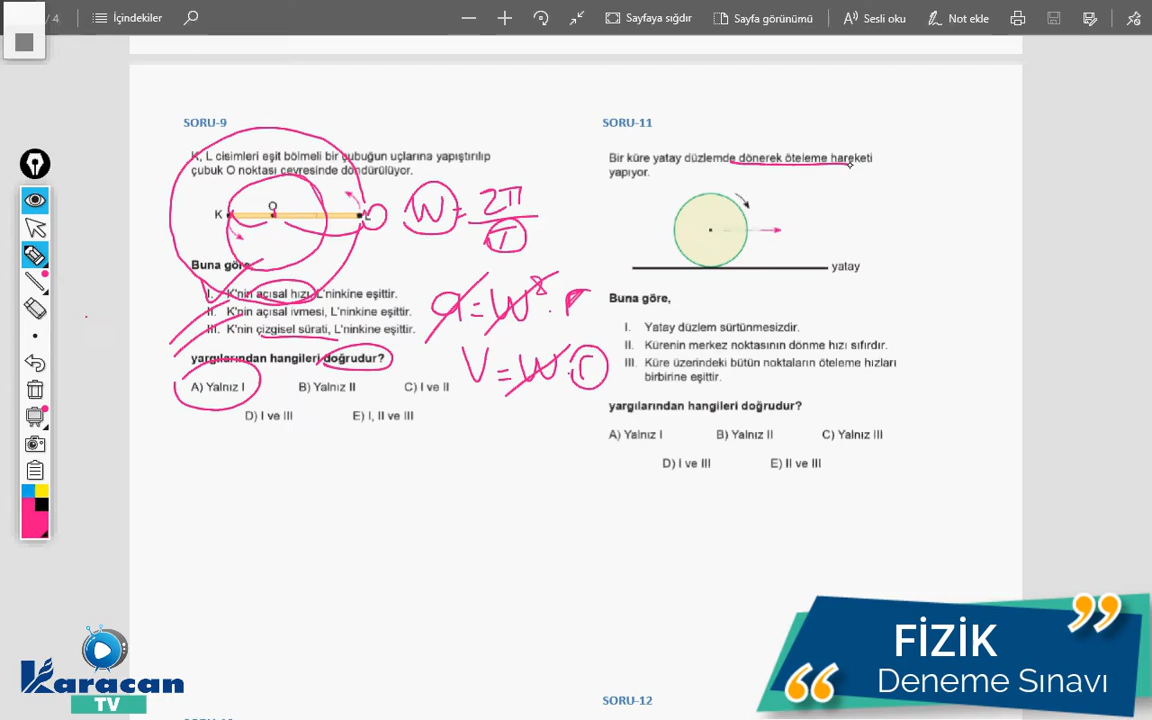 / 4
İçindekiler
Sayfaya sığdır
Sayfa görünümü
Sesli oku
Not ekle
SORU-9
K, L cisimleri eşit bölmeli bir çubuğun uçlarına yapıştırılıp
çubuk O noktası çevresinde döndürülüyor.
O
K
L
W = 2π / T
Buna göre
I. K'nin açısal hızı, L'ninkine eşittir.
II. K'nin açısal ivmesi, L'ninkine eşittir.
III. K'nin çizgisel sürati, L'ninkine eşittir.
a = W² . r
V = W . r
yargılarından hangileri doğrudur?
A) Yalnız I
B) Yalnız II
C) I ve II
D) I ve III
E) I, II ve III
SORU-11
Bir küre yatay düzlemde dönerek öteleme hareketi
yapıyor.
yatay
Buna göre,
I. Yatay düzlem sürtünmesizdir.
II. Kürenin merkez noktasının dönme hızı sıfırdır.
III. Küre üzerindeki bütün noktaların öteleme hızları
birbirine eşittir.
yargılarından hangileri doğrudur?
A) Yalnız I
B) Yalnız II
C) Yalnız III
D) I ve III
E) II ve III
SORU-12
FİZİK
Deneme Sınavı
Karacan
TV